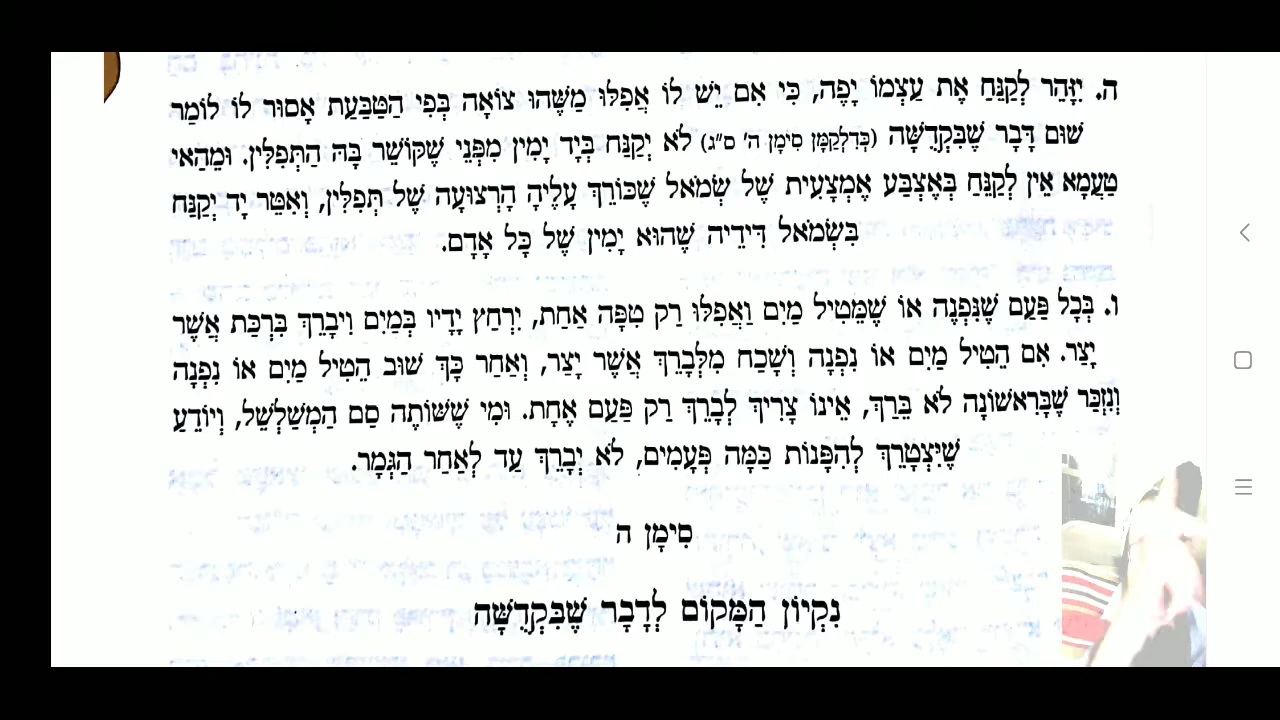 ה. יִזָּהֵר לְקַנֵּחַ אֶת עַצְמוֹ יָפֶה, כִּי אִם יֵשׁ לוֹ אֲפִלּוּ מַשֶּׁהוּ צוֹאָה בְּפִי הַטַּבַּעַת אָסוּר לוֹ לוֹמַר
שׁוּם דָּבָר שֶׁבִּקְדֻשָּׁה (כְּדִלְקַמָּן סִימָן ה' ס"ג) לֹא יְקַנַּח בְּיַד יָמִין מִפְּנֵי שֶׁקּוֹשֵׁר בָּהּ הַתְּפִלִּין. וּמֵהַאי
טַעֲמָא אֵין לְקַנֵּחַ בְּאֶצְבַּע אֶמְצָעִית שֶׁל שְׂמֹאל שֶׁכּוֹרֵךְ עָלֶיהָ הָרְצוּעָה שֶׁל תְּפִלִּין, וְאִטֵּר יָד יְקַנַּח
בִּשְׂמֹאל דִּידֵיהּ שֶׁהוּא יָמִין שֶׁל כָּל אָדָם.
ו. בְּכָל פַּעַם שֶׁנִּפְנֶה אוֹ שֶׁמֵּטִיל מַיִם וַאֲפִלּוּ רַק טִפָּה אַחַת, יִרְחַץ יָדָיו בְּמַיִם וִיבָרֵךְ בִּרְכַּת אֲשֶׁר
יָצַר. אִם הֵטִיל מַיִם אוֹ נִפְנָה וְשָׁכַח מִלְּבָרֵךְ אֲשֶׁר יָצַר, וְאַחַר כָּךְ שׁוּב הֵטִיל מַיִם אוֹ נִפְנָה
וְנִזְכַּר שֶׁבָּרִאשׁוֹנָה לֹא בֵּרַךְ, אֵינוֹ צָרִיךְ לְבָרֵךְ רַק פַּעַם אֶחָת. וּמִי שֶׁשּׁוֹתֶה סַם הַמְשַׁלְשֵׁל, וְיוֹדֵעַ
שֶׁיִּצְטָרֵךְ לְהִפָּנוֹת כַּמָּה פְּעָמִים, לֹא יְבָרֵךְ עַד לְאַחַר הַגְּמָר.
סִימָן ה
נִקְיוֹן הַמָּקוֹם לְדָבָר שֶׁבִּקְדֻשָּׁה